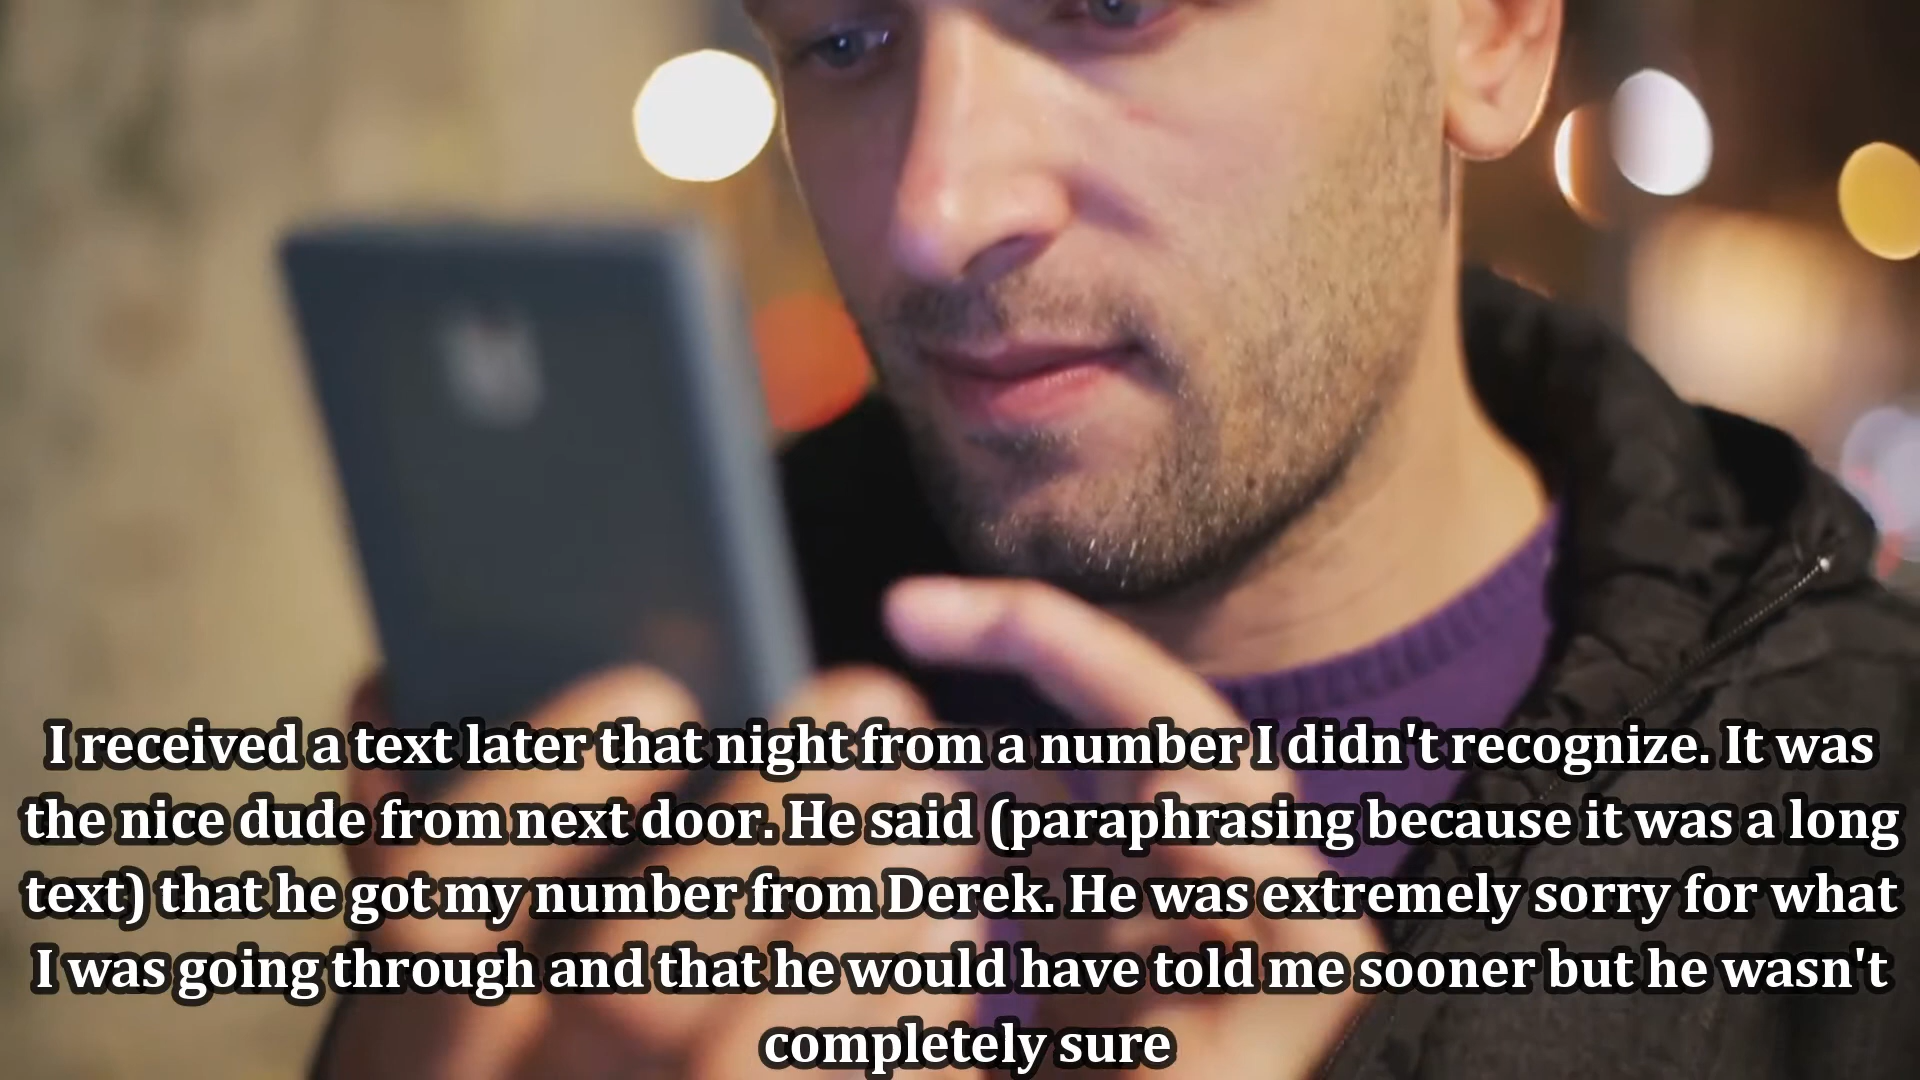 I received a text later that night from a number I didn't recognize. It was
the nice dude from next door. He said (paraphrasing because it was a long
text) that he got my number from Derek. He was extremely sorry for what
I was going through and that he would have told me sooner but he wasn't
completely sure